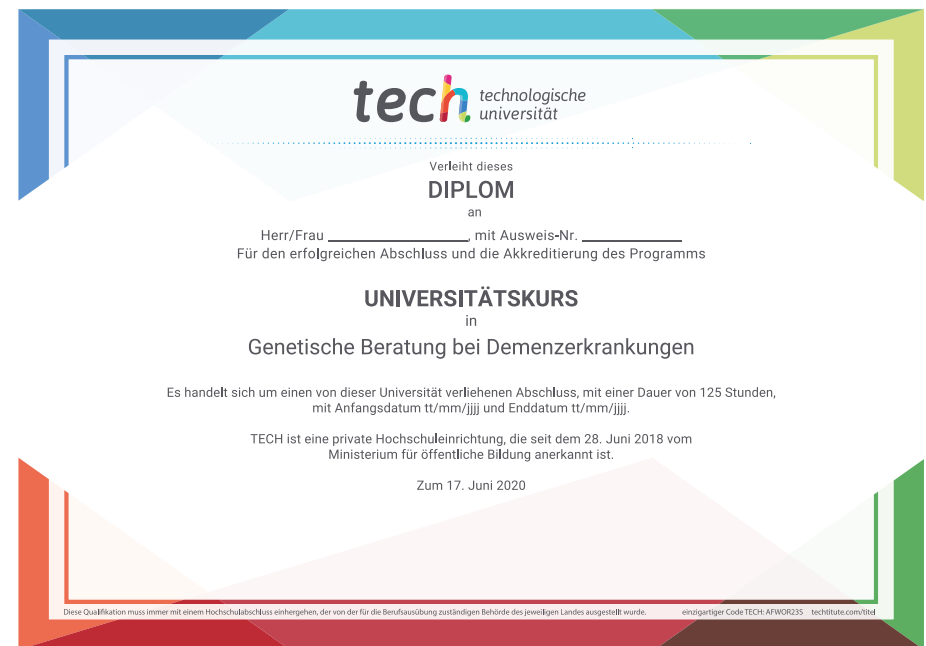 tech technologische
universität
Verleiht dieses
DIPLOM
an
Herr/Frau ____________________, mit Ausweis-Nr. ______________
Für den erfolgreichen Abschluss und die Akkreditierung des Programms
UNIVERSITÄTSKURS
in
Genetische Beratung bei Demenzerkrankungen
Es handelt sich um einen von dieser Universität verliehenen Abschluss, mit einer Dauer von 125 Stunden,
mit Anfangsdatum tt/mm/jjjj und Enddatum tt/mm/jjjj.
TECH ist eine private Hochschuleinrichtung, die seit dem 28. Juni 2018 vom
Ministerium für öffentliche Bildung anerkannt ist.
Zum 17. Juni 2020
Diese Qualifikation muss immer mit einem Hochschulabschluss einhergehen, der von der für die Berufsausübung zuständigen Behörde des jeweiligen Landes ausgestellt wurde. einzigartiger Code TECH: AFWOR23S techtitute.com/titel